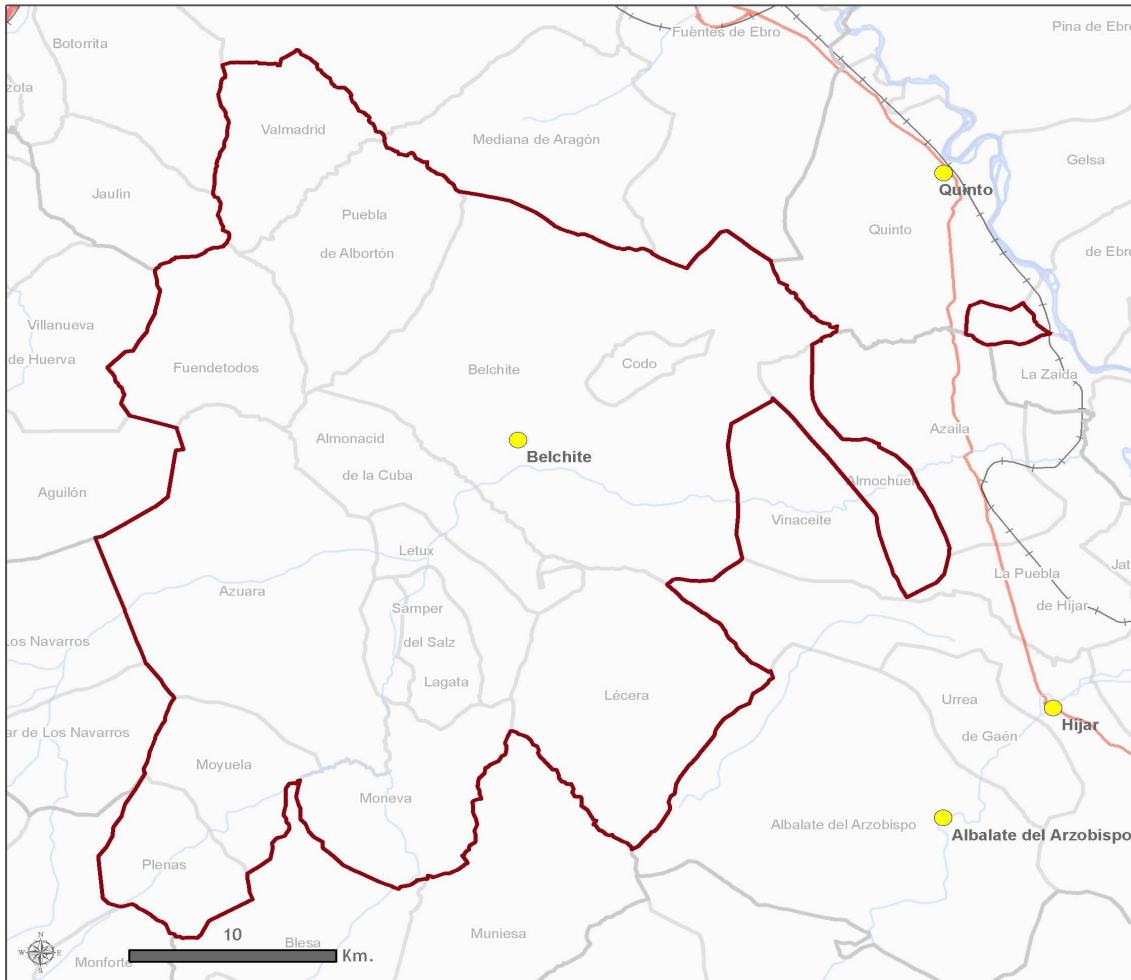 Botorrita
Fuentes de Ebro
Pina de Ebro
zota
Valmadrid
Mediana de Aragón
Gelsa
Jaulín
Quinto
Puebla
de Albortón
Quinto
de Ebro
Villanueva
de Huerva
Fuendetodos
Belchite
Codo
La Zaida
Almonacid
de la Cuba
Azaila
Belchite
Aguilón
Almochuel
Vinaceite
Letux
La Puebla
de Hijar
Jat
Azuara
Samper
del Salz
Los Navarros
Lagata
Lécera
Urrea
de Gaén
Hijar
ar de Los Navarros
Moyuela
Moneva
Albalate del Arzobispo
Albalate del Arzobispo
Plenas
Muniesa
Blesa
Monforte
N
W
E
S
10
Km.